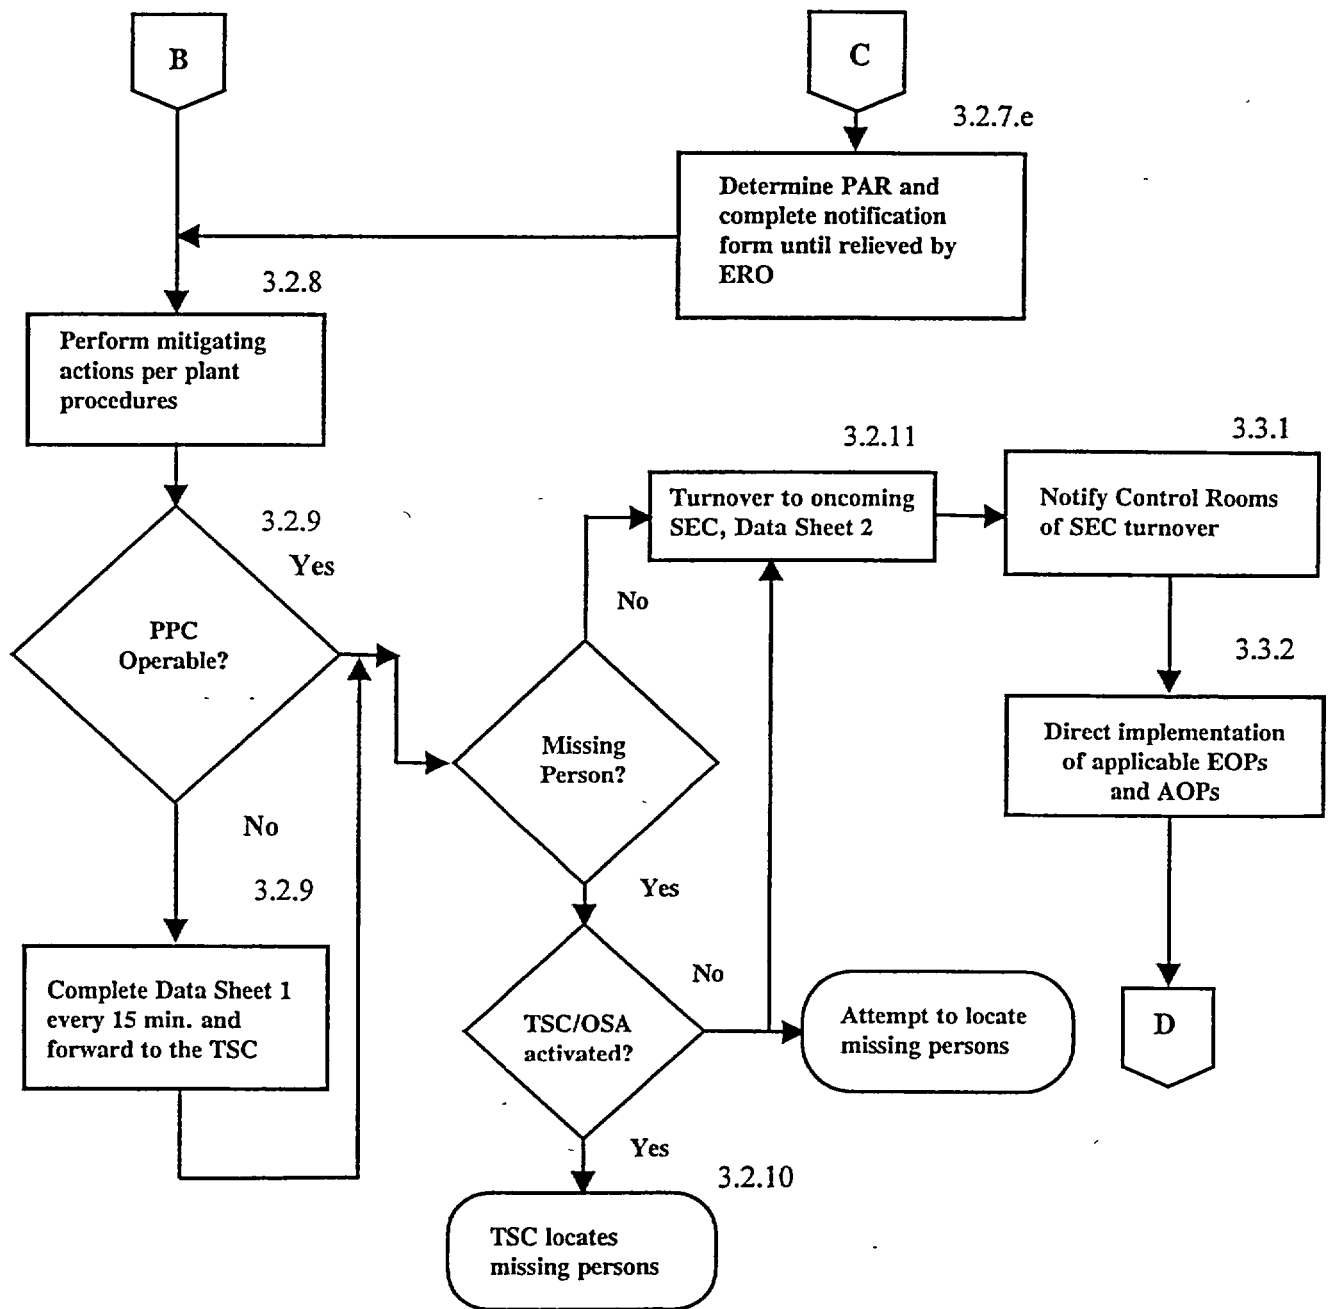 B
C
3.2.7.e
Determine PAR and
complete notification
form until relieved by
ERO
3.2.8
Perform mitigating
actions per plant
procedures
3.2.9
Yes
PPC
Operable?
No
3.2.9
Complete Data Sheet 1
every 15 min. and
forward to the TSC
Missing
Person?
No
3.2.11
Turnover to oncoming
SEC, Data Sheet 2
Yes
TSC/OSA
activated?
No
Attempt to locate
missing persons
Yes
3.2.10
TSC locates
missing persons
3.3.1
Notify Control Rooms
of SEC turnover
3.3.2
Direct implementation
of applicable EOPs
and AOPs
D